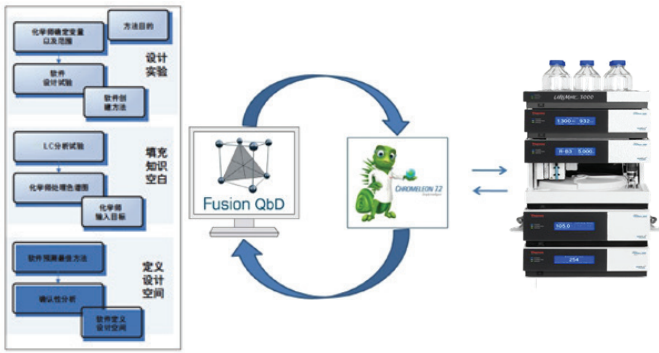 方法目的
化学师确定变量
以及范围
设计
实验
软件
设计试验
软件创
建方法
LC分析试验
填充
知识
空白
化学师处理色谱图
化学师
输入目标
软件预测最佳方法
定义
设计
空间
确认性分析
软件定义
设计空间
Fusion QbD
CHROMELEON 7.2